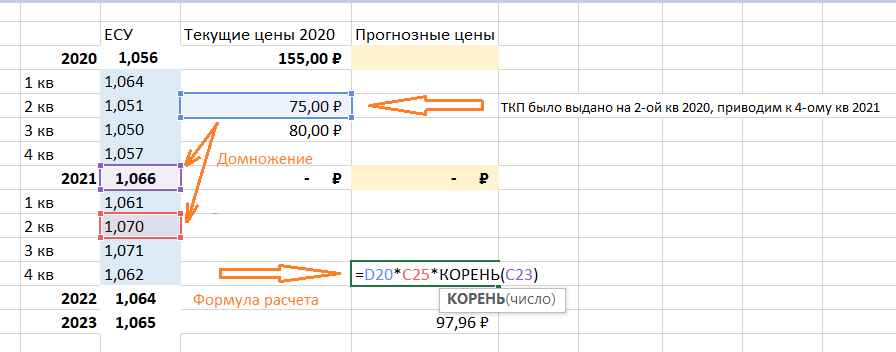 ЕСУ Текущие цены 2020 Прогнозные цены
2020 1,056 155,00 ₽
1 кв 1,064
2 кв 1,051 75,00 ₽ ТКП было выдано на 2-ой кв 2020, приводим к 4-ому кв 2021
3 кв 1,050 80,00 ₽
4 кв 1,057 Домножение
2021 1,066 - ₽ - ₽
1 кв 1,061
2 кв 1,070
3 кв 1,071
4 кв 1,062 =D20*C25*КОРЕНЬ(C23)
2022 1,064 Формула расчета КОРЕНЬ(число)
2023 1,065 97,96 ₽